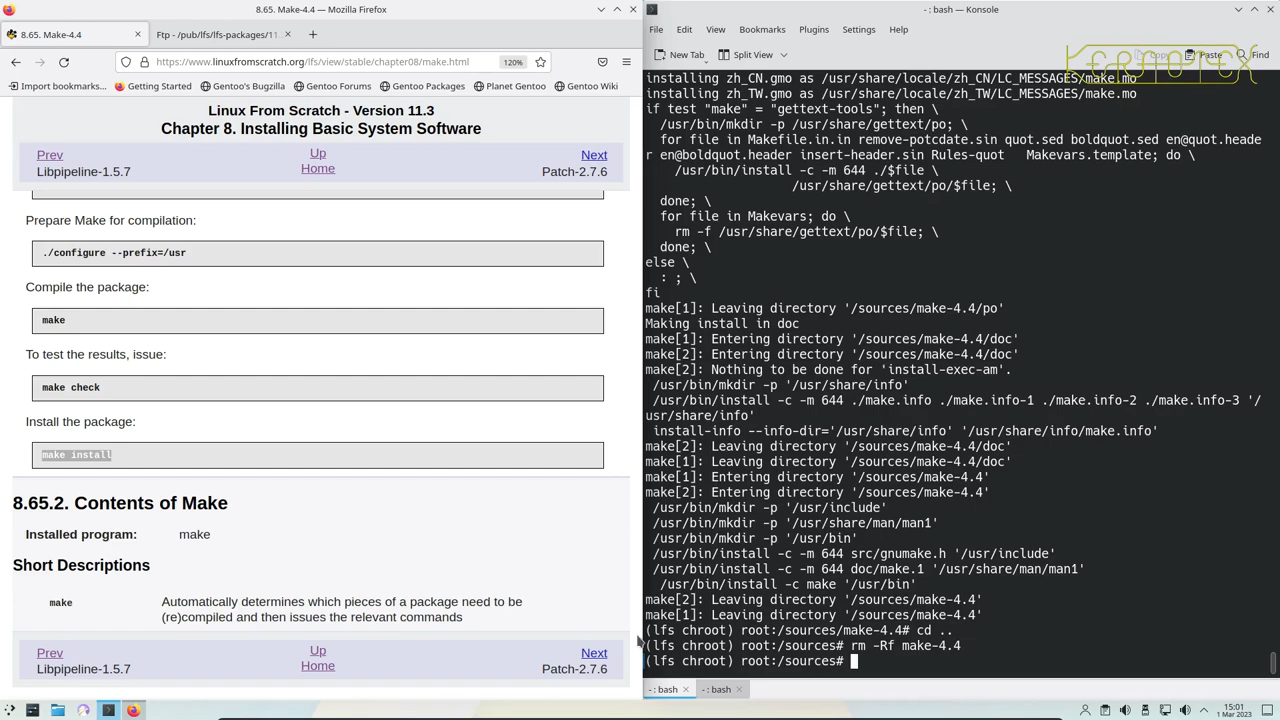 8.65. Make-4.4 — Mozilla Firefox
8.65. Make-4.4
Ftp - /pub/lfs/lfs-packages/11.
https://www.linuxfromscratch.org/lfs/view/stable/chapter08/make.html
120%
Import bookmarks...
Getting Started
Gentoo's Bugzilla
Gentoo Forums
Gentoo Packages
Planet Gentoo
Gentoo Wiki
Linux From Scratch - Version 11.3
Chapter 8. Installing Basic System Software
Prev
Up
Next
Libpipeline-1.5.7
Home
Patch-2.7.6
Prepare Make for compilation:
./configure --prefix=/usr
Compile the package:
make
To test the results, issue:
make check
Install the package:
make install
8.65.2. Contents of Make
Installed program:
make
Short Descriptions
make
Automatically determines which pieces of a package need to be
(re)compiled and then issues the relevant commands
Prev
Up
Next
Libpipeline-1.5.7
Home
Patch-2.7.6
- : bash — Konsole
File
Edit
View
Bookmarks
Plugins
Settings
Help
New Tab
Split View
Copy
Paste
Find
installing zh_CN.gmo as /usr/share/locale/zh_CN/LC_MESSAGES/make.mo
installing zh_TW.gmo as /usr/share/locale/zh_TW/LC_MESSAGES/make.mo
if test "make" = "gettext-tools"; then \
/usr/bin/mkdir -p /usr/share/gettext/po; \
for file in Makefile.in.in remove-potcdate.sin quot.sed boldquot.sed en@quot.heade
r en@boldquot.header insert-header.sin Rules-quot Makevars.template; do \
/usr/bin/install -c -m 644 ./$file \
/usr/share/gettext/po/$file; \
done; \
for file in Makevars; do \
rm -f /usr/share/gettext/po/$file; \
done; \
else \
: ; \
fi
make[1]: Leaving directory '/sources/make-4.4/po'
Making install in doc
make[1]: Entering directory '/sources/make-4.4/doc'
make[2]: Entering directory '/sources/make-4.4/doc'
make[2]: Nothing to be done for 'install-exec-am'.
/usr/bin/mkdir -p '/usr/share/info'
/usr/bin/install -c -m 644 ./make.info ./make.info-1 ./make.info-2 ./make.info-3 '/
usr/share/info'
install-info --info-dir='/usr/share/info' '/usr/share/info/make.info'
make[2]: Leaving directory '/sources/make-4.4/doc'
make[1]: Leaving directory '/sources/make-4.4/doc'
make[1]: Entering directory '/sources/make-4.4'
make[2]: Entering directory '/sources/make-4.4'
/usr/bin/mkdir -p '/usr/include'
/usr/bin/mkdir -p '/usr/share/man/man1'
/usr/bin/mkdir -p '/usr/bin'
/usr/bin/install -c -m 644 src/gnumake.h '/usr/include'
/usr/bin/install -c -m 644 doc/make.1 '/usr/share/man/man1'
/usr/bin/install -c make '/usr/bin'
make[2]: Leaving directory '/sources/make-4.4'
make[1]: Leaving directory '/sources/make-4.4'
(lfs chroot) root:/sources/make-4.4# cd ..
(lfs chroot) root:/sources# rm -Rf make-4.4
(lfs chroot) root:/sources#
- : bash
- : bash
15:01
1 Mar 2023